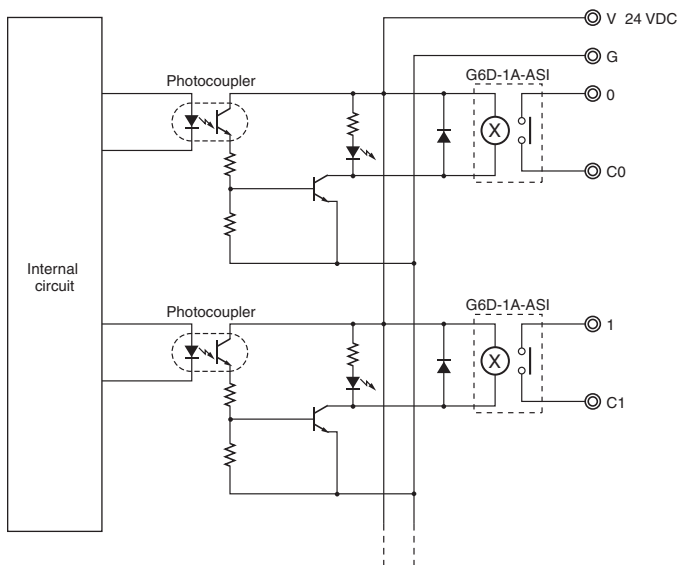 V 24 VDC
G
Photocoupler
G6D-1A-ASI
0
X
C0
Internal
circuit
Photocoupler
G6D-1A-ASI
1
X
C1